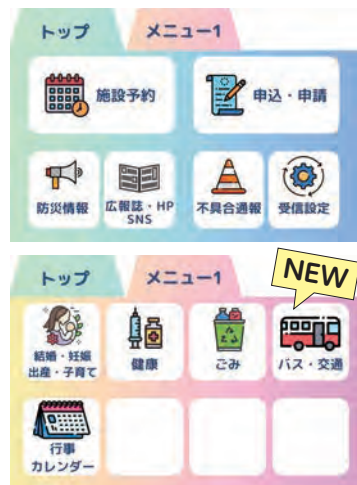 トップ
メニュー1
施設予約
申込・申請
防災情報
広報誌・HP
SNS
不具合通報
受信設定
トップ
メニュー1
NEW
結婚・妊娠
出産・子育て
健康
ごみ
バス・交通
行事
カレンダー